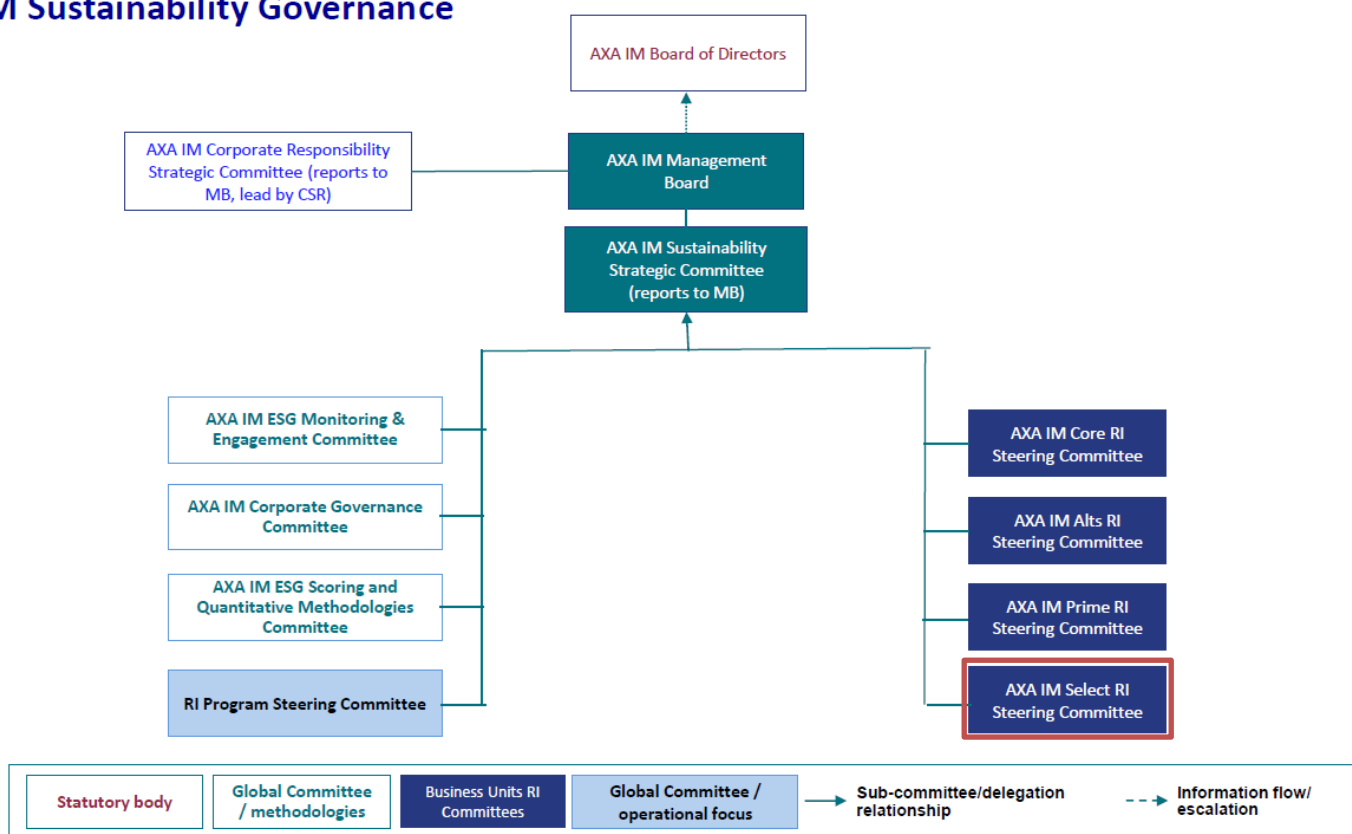 M Sustainability Governance
AXA IM Board of Directors
AXA IM Corporate Responsibility
Strategic Committee (reports to
MB, lead by CSR)
AXA IM Management
Board
AXA IM Sustainability
Strategic Committee
(reports to MB)
AXA IM ESG Monitoring &
Engagement Committee
AXA IM Corporate Governance
Committee
AXA IM ESG Scoring and
Quantitative Methodologies
Committee
RI Program Steering Committee
AXA IM Core RI
Steering Committee
AXA IM Alts RI
Steering Committee
AXA IM Prime RI
Steering Committee
AXA IM Select RI
Steering Committee
Statutory body
Global Committee
/ methodologies
Business Units RI
Committees
Global Committee /
operational focus
Sub-committee/delegation
relationship
Information flow/
escalation